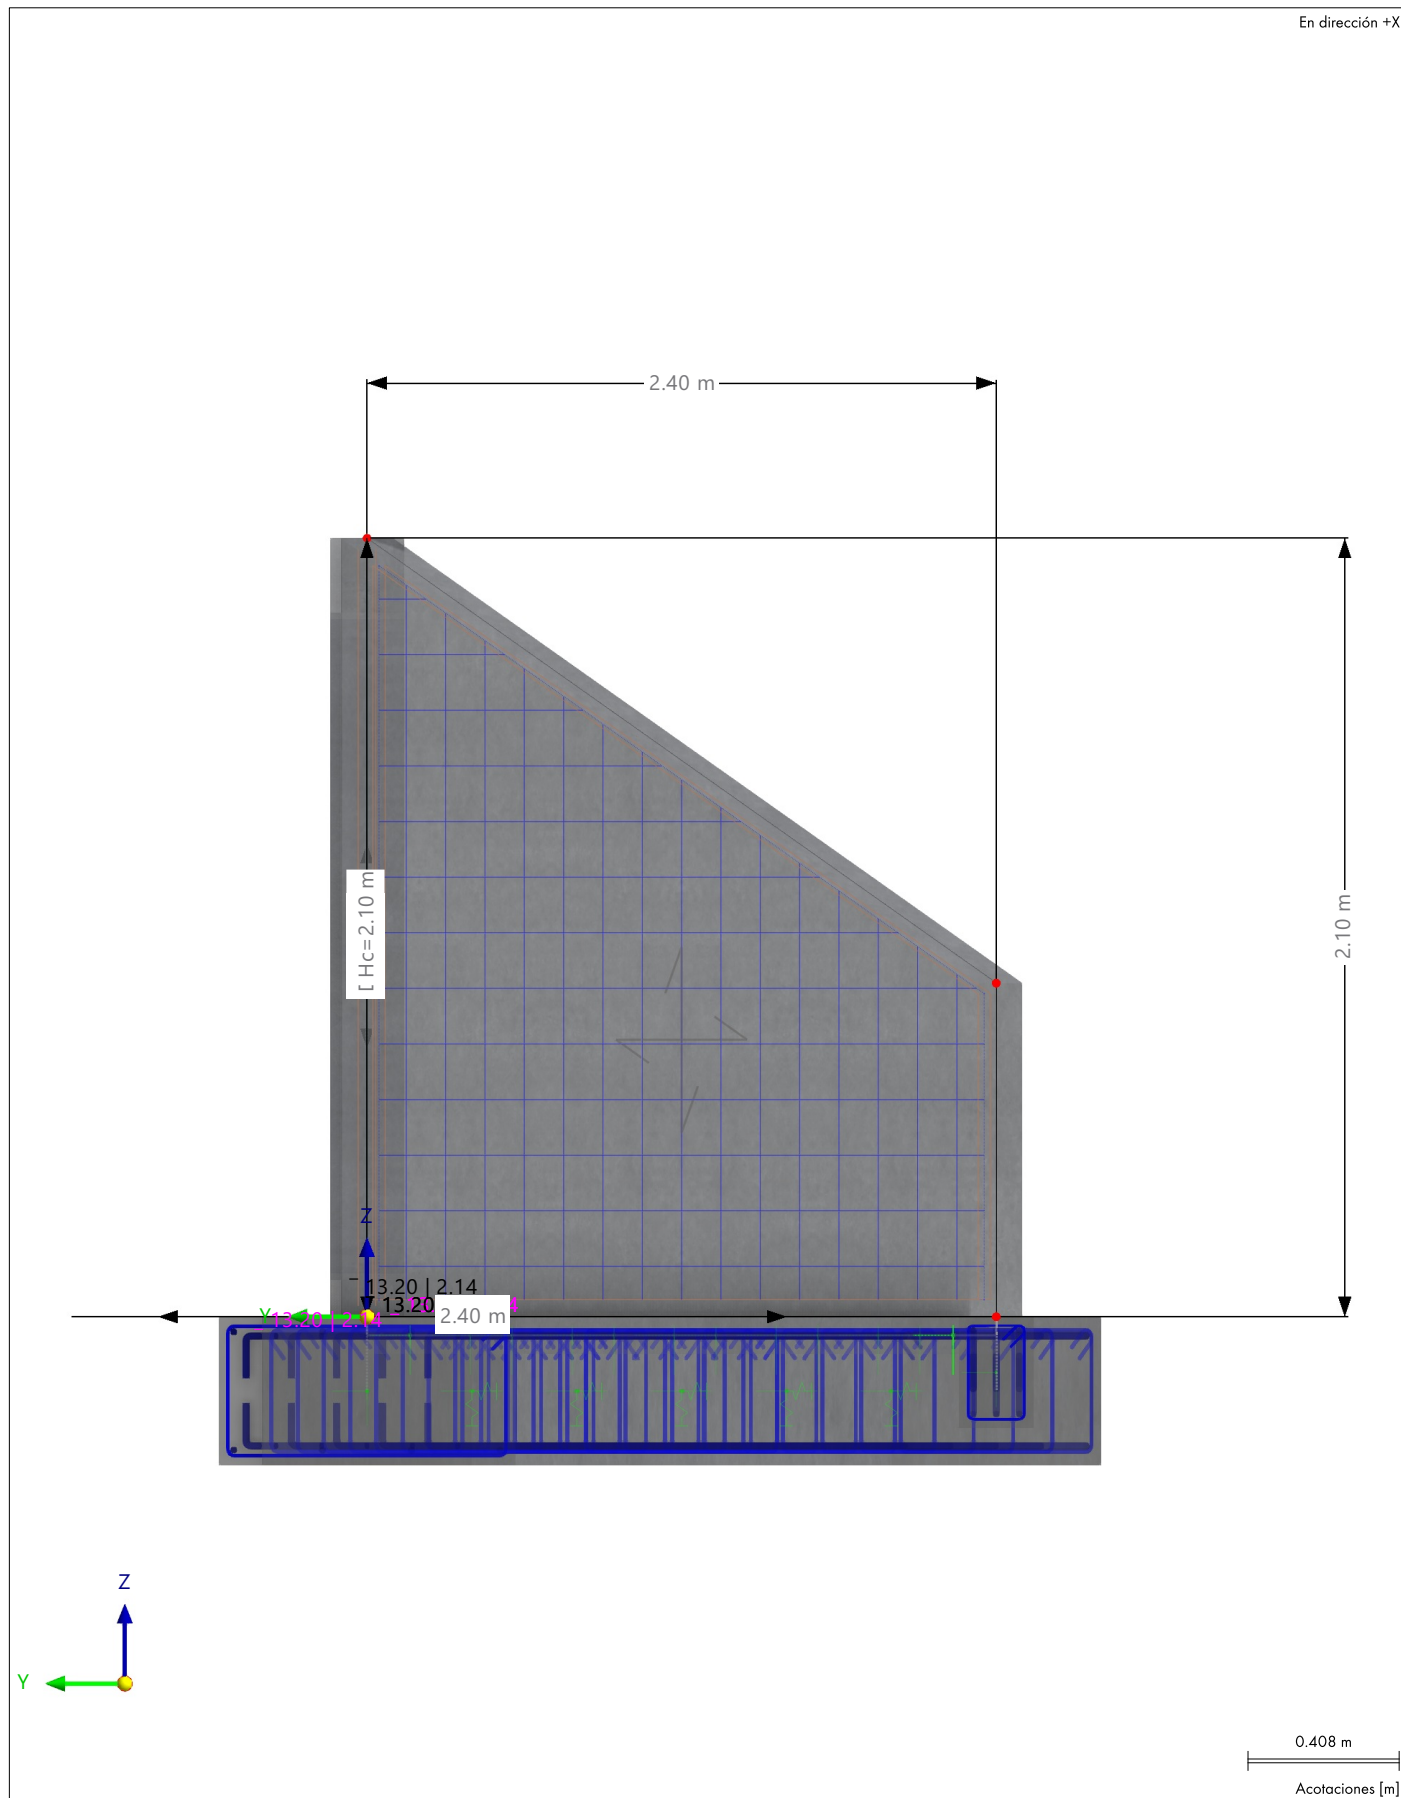 En dirección +X
2.40 m
[ Hc=2.10 m
2.10 m
Z
13.20 | 2.14
13.20
Y
2.40 m
Z
Y
0.408 m
Acotaciones [m]